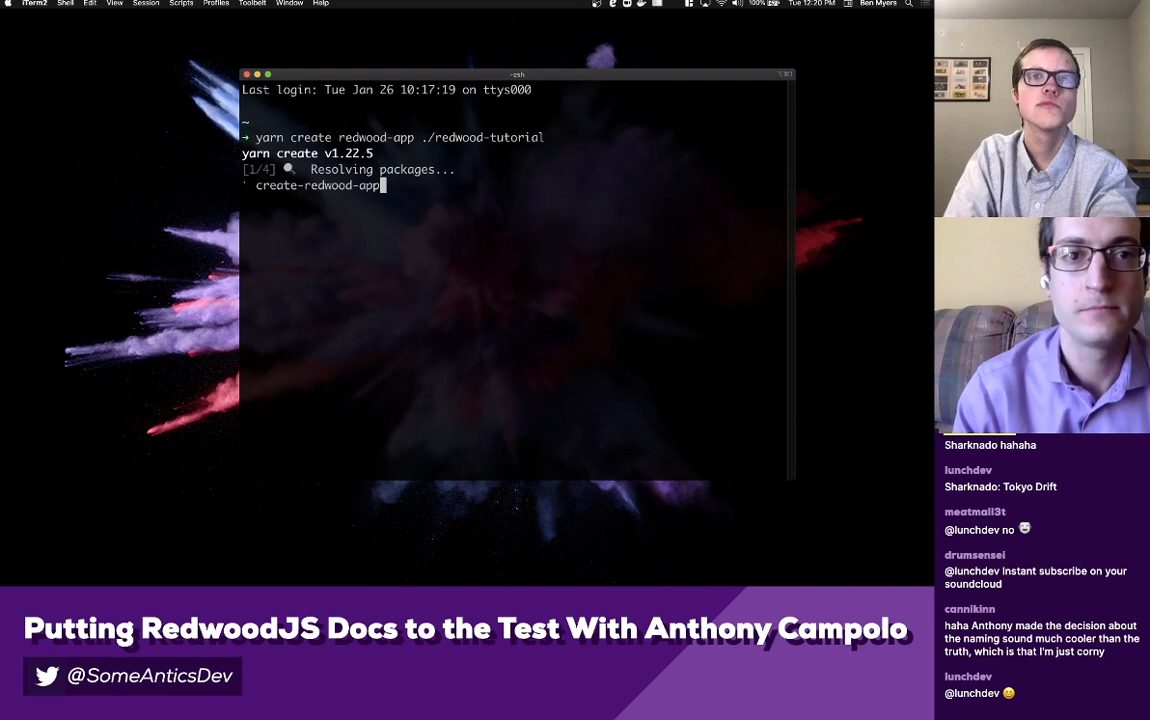 iTerm2 Shell Edit View Session Scripts Profiles Toolbelt Window Help 100% Tue 12:20 PM Ben Myers
-zsh
Last login: Tue Jan 26 10:17:19 on ttys000
~
→ yarn create redwood-app ./redwood-tutorial
yarn create v1.22.5
[1/4] 🔍 Resolving packages...
⠁ create-redwood-app
Sharknado hahaha
lunchdev
Sharknado: Tokyo Drift
meatmall3t
@lunchdev no
drumsensei
@lunchdev Instant subscribe on your
soundcloud
cannikinn
haha Anthony made the decision about
the naming sound much cooler than the
truth, which is that I'm just corny
lunchdev
@lunchdev 😄
Putting RedwoodJS Docs to the Test With Anthony Campolo
@SomeAnticsDev